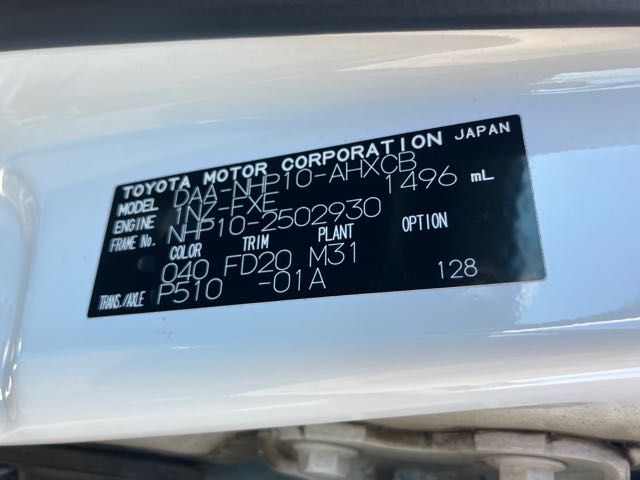 TOYOTA MOTOR CORPORATION JAPAN
MODEL DAA-NHP10-AHXCB
ENGINE 1NZ-FXE 1496 mL
FRAME No. NHP10-2502930
COLOR TRIM PLANT OPTION
040 FD20 M31
TRANS./AXLE P510 -01A 128